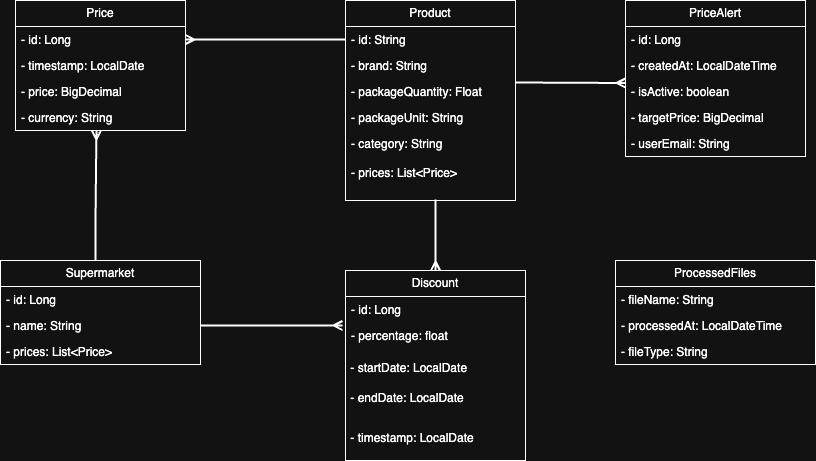 Price
- id: Long
- timestamp: LocalDate
- price: BigDecimal
- currency: String
Product
- id: String
- brand: String
- packageQuantity: Float
- packageUnit: String
- category: String
- prices: List<Price>
PriceAlert
- id: Long
- createdAt: LocalDateTime
- isActive: boolean
- targetPrice: BigDecimal
- userEmail: String
Supermarket
- id: Long
- name: String
- prices: List<Price>
Discount
- id: Long
- percentage: float
- startDate: LocalDate
- endDate: LocalDate
- timestamp: LocalDate
ProcessedFiles
- fileName: String
- processedAt: LocalDateTime
- fileType: String